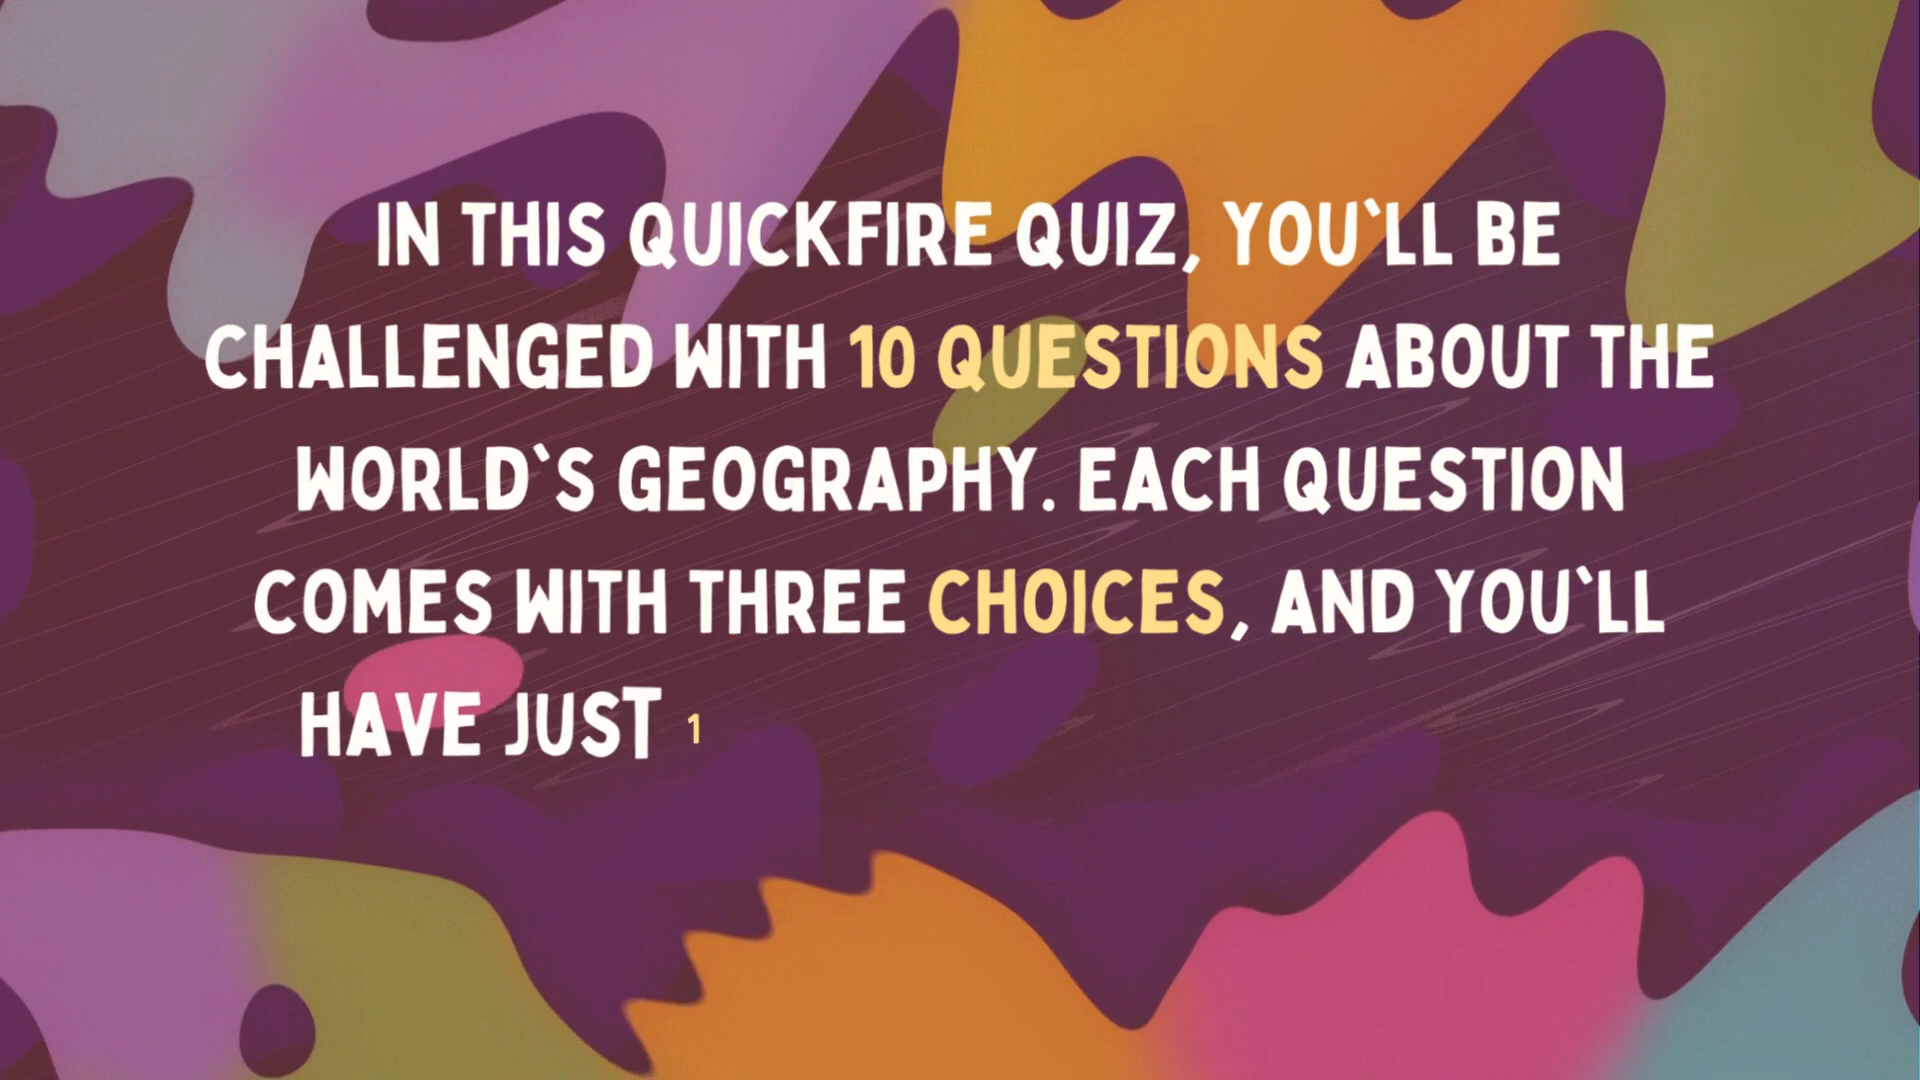 IN THIS QUICKFIRE QUIZ, YOU`LL BE
CHALLENGED WITH 10 QUESTIONS ABOUT THE
WORLD`S GEOGRAPHY. EACH QUESTION
COMES WITH THREE CHOICES, AND YOU`LL
HAVE JUST 1